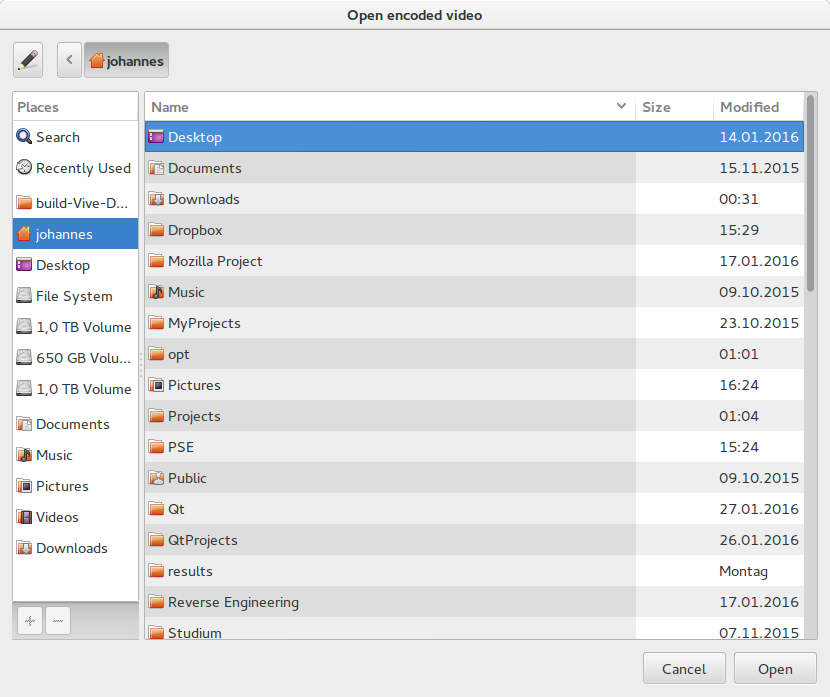 Open encoded video
johannes
Places
Search
Recently Used
build-Vive-D...
johannes
Desktop
File System
1,0 TB Volume
650 GB Volu...
1,0 TB Volume
Documents
Music
Pictures
Videos
Downloads
Name Size Modified
Desktop 14.01.2016
Documents 15.11.2015
Downloads 00:31
Dropbox 15:29
Mozilla Project 17.01.2016
Music 09.10.2015
MyProjects 23.10.2015
opt 01:01
Pictures 16:24
Projects 01:04
PSE 15:24
Public 09.10.2015
Qt 27.01.2016
QtProjects 26.01.2016
results Montag
Reverse Engineering 17.01.2016
Studium 07.11.2015
Cancel Open